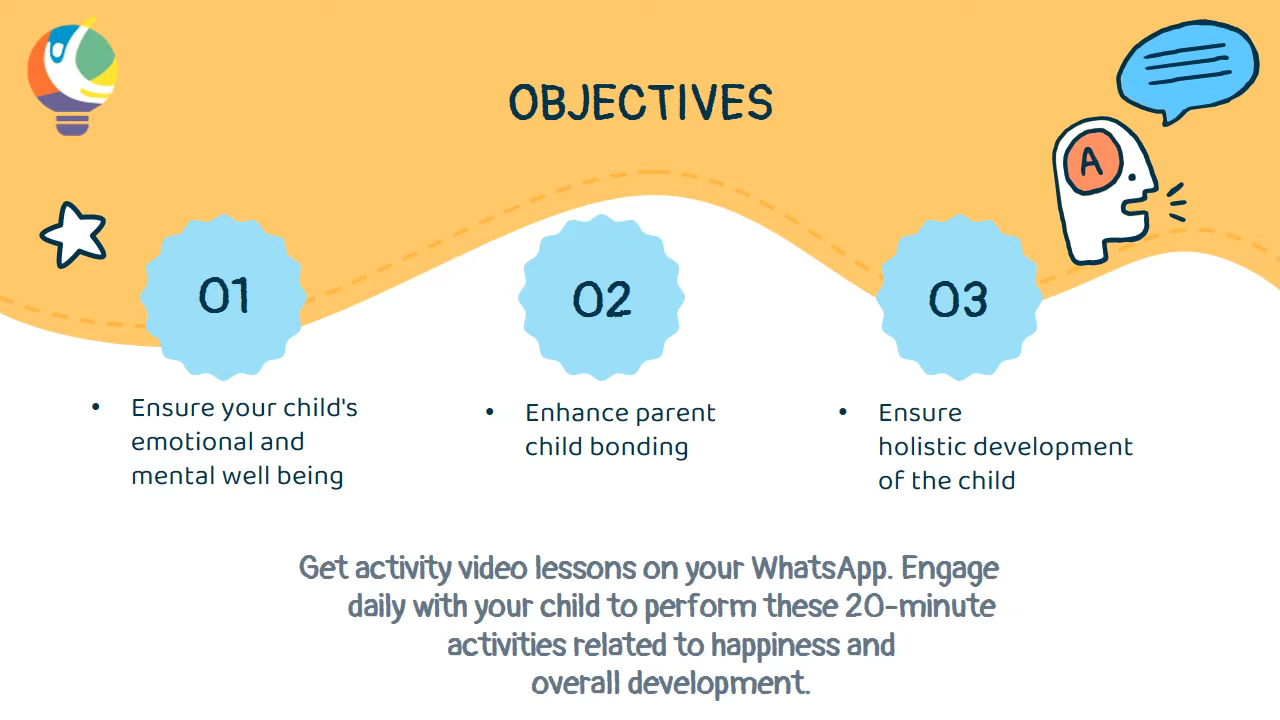 OBJECTIVES
A
01
02
03
• Ensure your child's
emotional and
mental well being
• Enhance parent
child bonding
• Ensure
holistic development
of the child
Get activity video lessons on your WhatsApp. Engage
daily with your child to perform these 20-minute
activities related to happiness and
overall development.